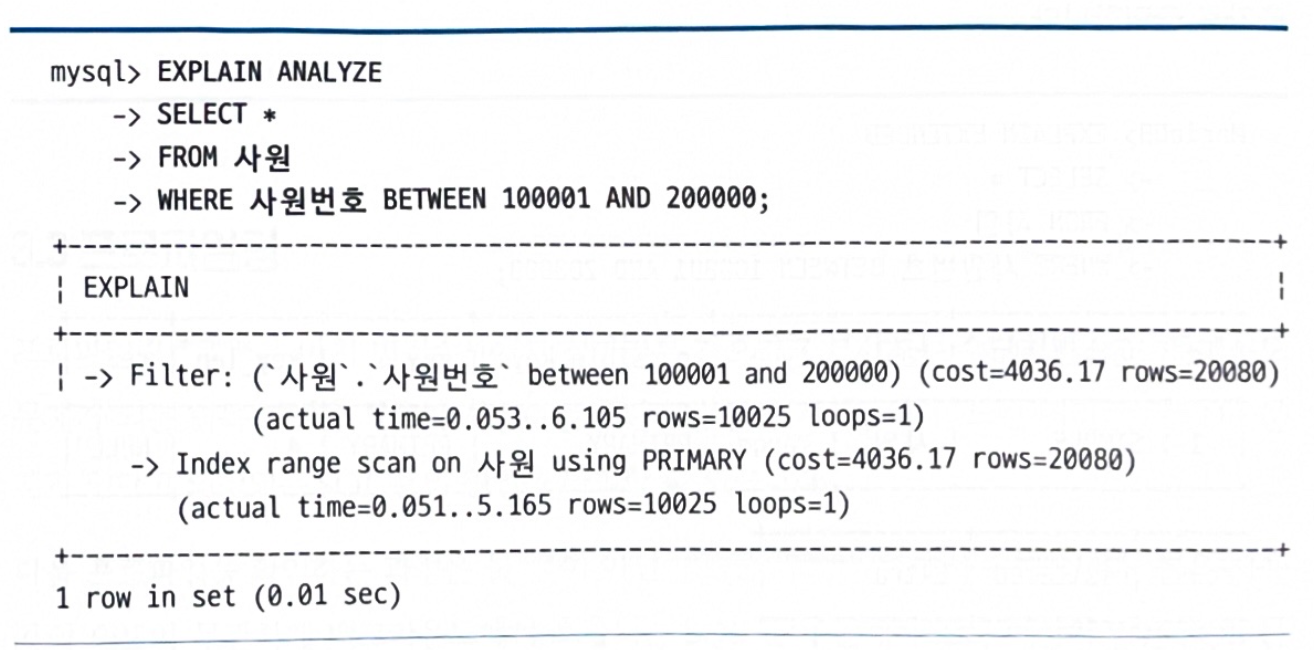 mysql> EXPLAIN ANALYZE
-> SELECT *
-> FROM 사원
-> WHERE 사원번호 BETWEEN 100001 AND 200000;
+-------------------------------------------------------------------------------+
¦ EXPLAIN ¦
+-------------------------------------------------------------------------------+
¦ -> Filter: (`사원`.`사원번호` between 100001 and 200000) (cost=4036.17 rows=20080)
(actual time=0.053..6.105 rows=10025 loops=1)
-> Index range scan on 사원 using PRIMARY (cost=4036.17 rows=20080)
(actual time=0.051..5.165 rows=10025 loops=1)
+-------------------------------------------------------------------------------+
1 row in set (0.01 sec)